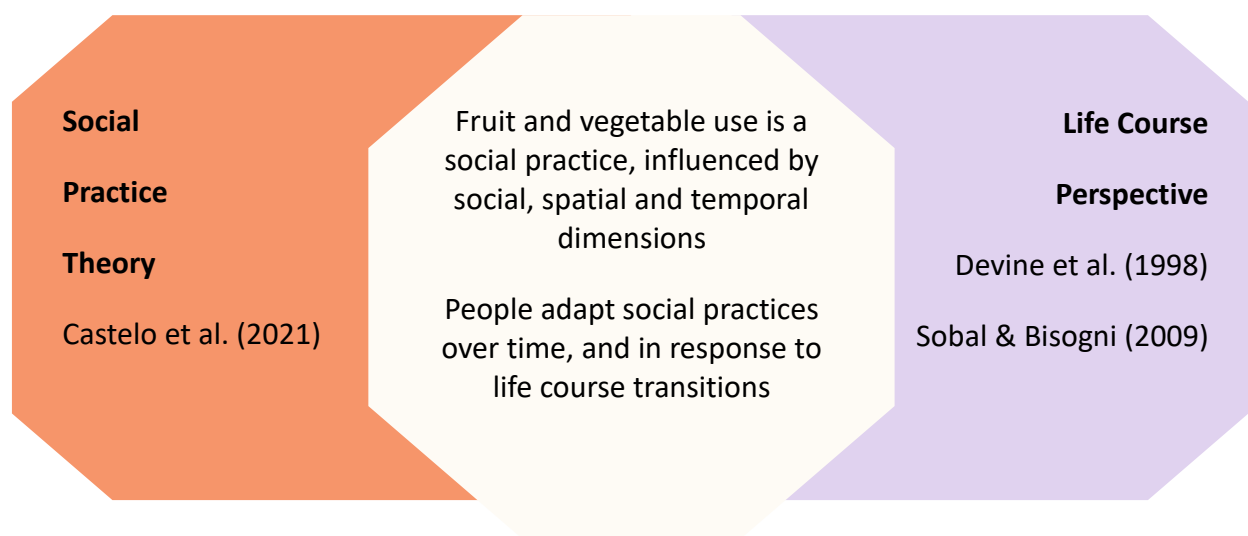 Social
Practice
Theory
Castelo et al. (2021)
Fruit and vegetable use is a
social practice, influenced by
social, spatial and temporal
dimensions
People adapt social practices
over time, and in response to
life course transitions
Life Course
Perspective
Devine et al. (1998)
Sobal & Bisogni (2009)